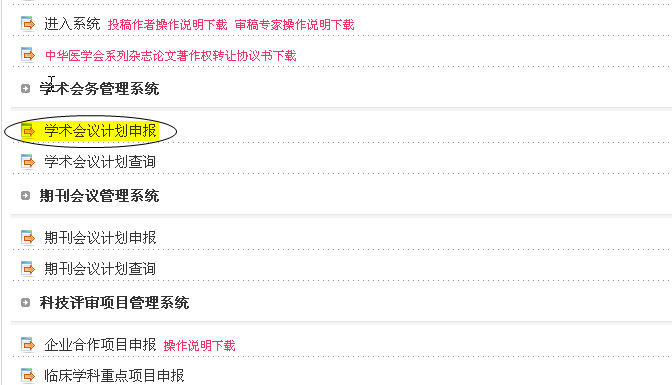 进入系统 投稿作者操作说明下载 审稿专家操作说明下载
中华医学会系列杂志论文著作权转让协议书下载
学术会务管理系统
学术会议计划申报
学术会议计划查询
期刊会议管理系统
期刊会议计划申报
期刊会议计划查询
科技评审项目管理系统
企业合作项目申报 操作说明下载
临床学科重点项目申报